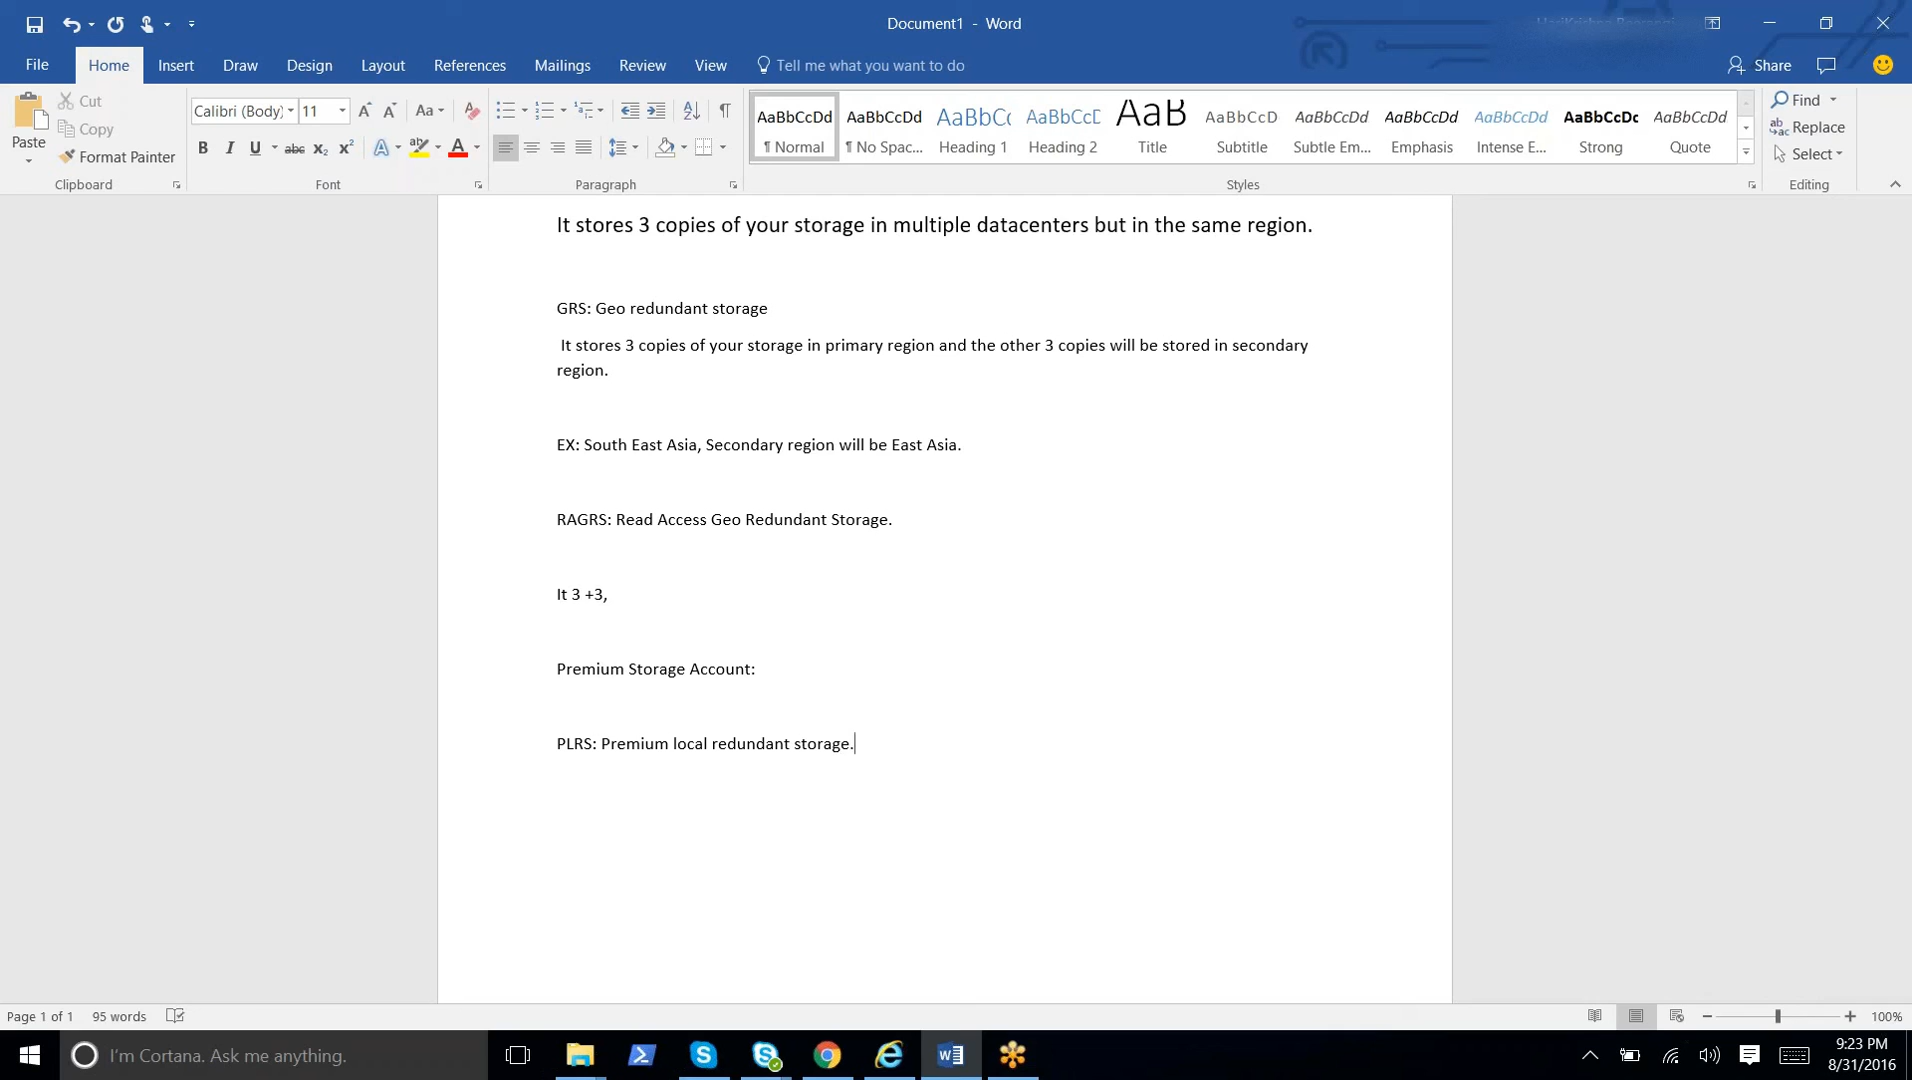 Document1 - Word
File Home Insert Draw Design Layout References Mailings Review View Tell me what you want to do Share
Paste
Cut
Copy
Format Painter
Clipboard
Calibri (Body) 11 Aa
B I U abc x2 x2 A ab A
Font
Paragraph
AaBbCcDd AaBbCcDd AaBbCc AaBbCcD AaB AaBbCcD AaBbCcDd AaBbCcDd AaBbCcDd AaBbCcDc AaBbCcDd
¶ Normal ¶ No Spac... Heading 1 Heading 2 Title Subtitle Subtle Em... Emphasis Intense E... Strong Quote
Styles
Find
Replace
Select
Editing
It stores 3 copies of your storage in multiple datacenters but in the same region.
GRS: Geo redundant storage
It stores 3 copies of your storage in primary region and the other 3 copies will be stored in secondary
region.
EX: South East Asia, Secondary region will be East Asia.
RAGRS: Read Access Geo Redundant Storage.
It 3 +3,
Premium Storage Account:
PLRS: Premium local redundant storage.
Page 1 of 1 95 words 100%
I'm Cortana. Ask me anything.
9:23 PM
8/31/2016